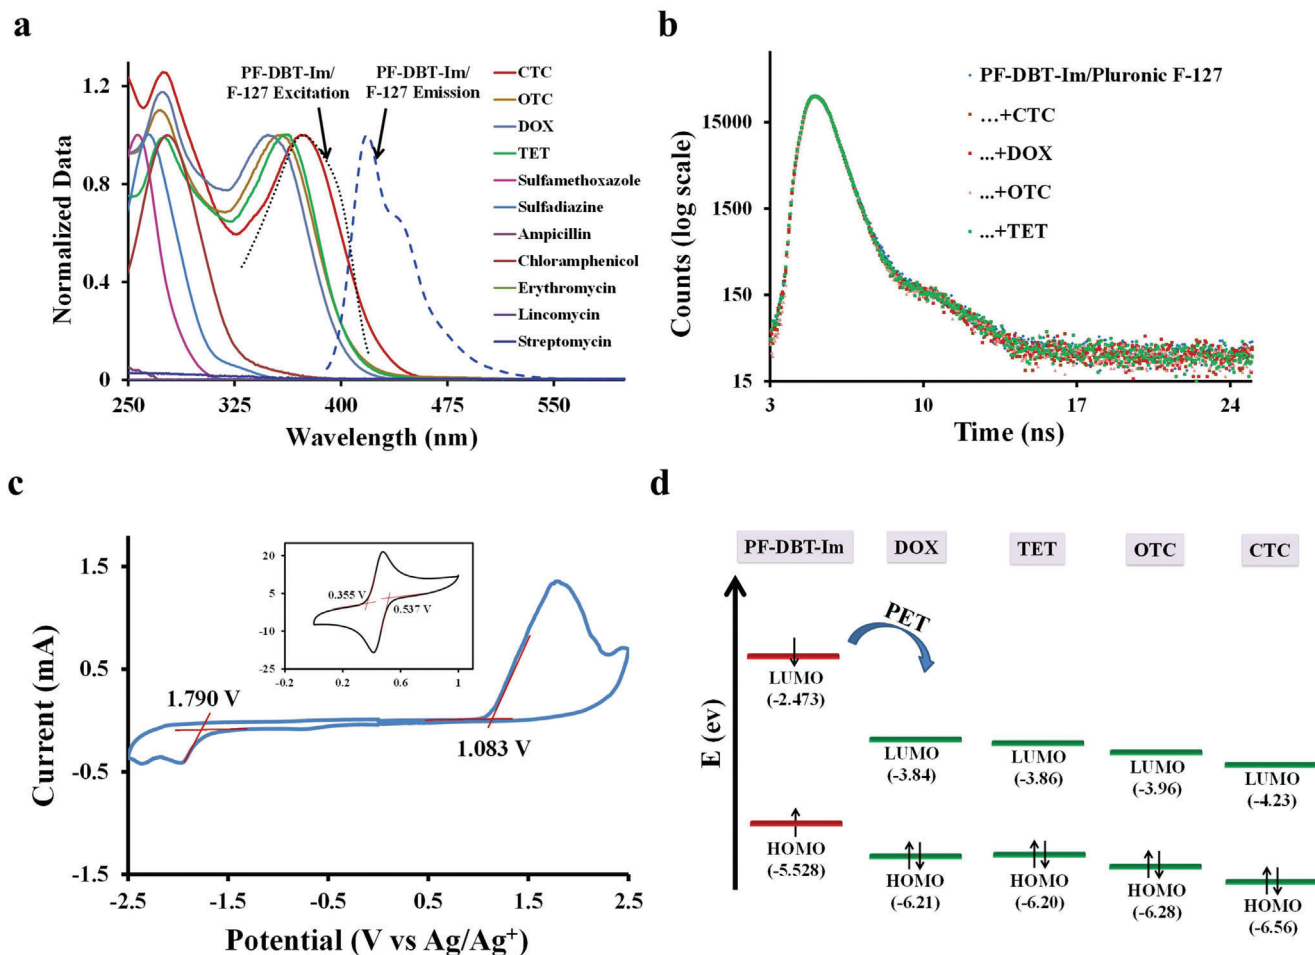 a
PF-DBT-Im/
F-127 Excitation
PF-DBT-Im/
F-127 Emission
CTC
OTC
DOX
TET
Sulfamethoxazole
Sulfadiazine
Ampicillin
Chloramphenicol
Erythromycin
Lincomycin
Streptomycin
Normalized Data
1.2
0.8
0.4
0
250
325
400
475
550
Wavelength (nm)
b
PF-DBT-Im/Pluronic F-127
...+CTC
...+DOX
...+OTC
...+TET
Counts (log scale)
15000
1500
150
15
3
10
17
24
Time (ns)
c
Current (mA)
1.5
0.5
-0.5
-1.5
-2.5
-1.5
-0.5
0.5
1.5
2.5
Potential (V vs Ag/Ag+)
1.790 V
1.083 V
20
5
-10
-25
-0.2
0.2
0.6
1
0.355 V
0.537 V
d
PF-DBT-Im
DOX
TET
OTC
CTC
E (ev)
PET
LUMO
(-2.473)
LUMO
(-3.84)
LUMO
(-3.86)
LUMO
(-3.96)
LUMO
(-4.23)
HOMO
(-5.528)
HOMO
(-6.21)
HOMO
(-6.20)
HOMO
(-6.28)
HOMO
(-6.56)